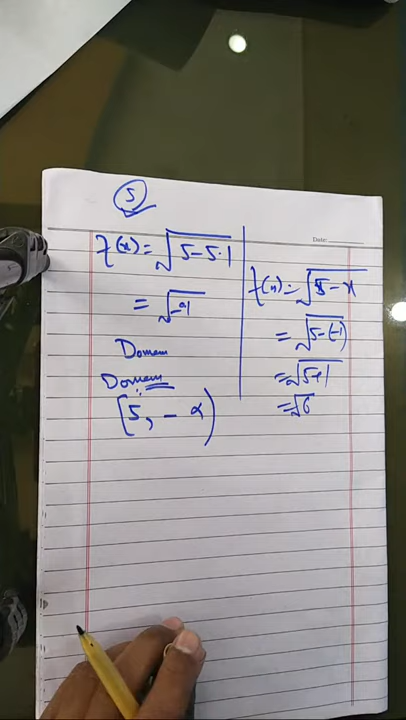 5
f(x) = √5-5.1
= √-.1
Domain
Domain
[5, -α)
Date:
f(x) = √5-x
= √5-(-1)
= √5+1
= √6